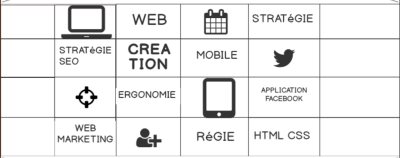 WEB
STRATéGIE
STRATéGIE
SEO
CREA
TION
MOBILE
ERGONOMIE
APPLICATION
FACEBOOK
WEB
MARKETING
RéGIE
HTML CSS